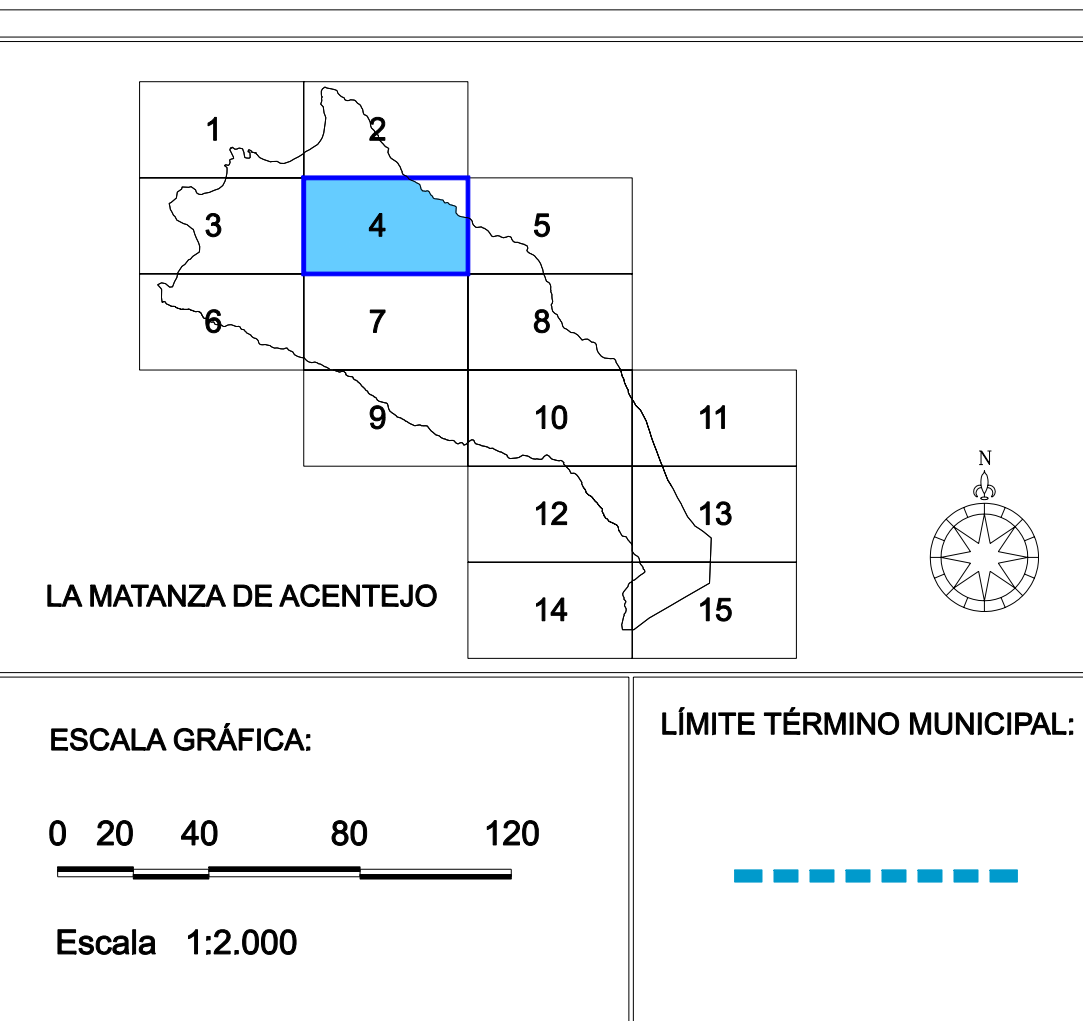 1 2
3 4 5
6 7 8
9 10 11
N
12 13
LA MATANZA DE ACENTEJO
14 15
ESCALA GRÁFICA:
0 20 40 80 120
Escala 1:2.000
LÍMITE TÉRMINO MUNICIPAL: